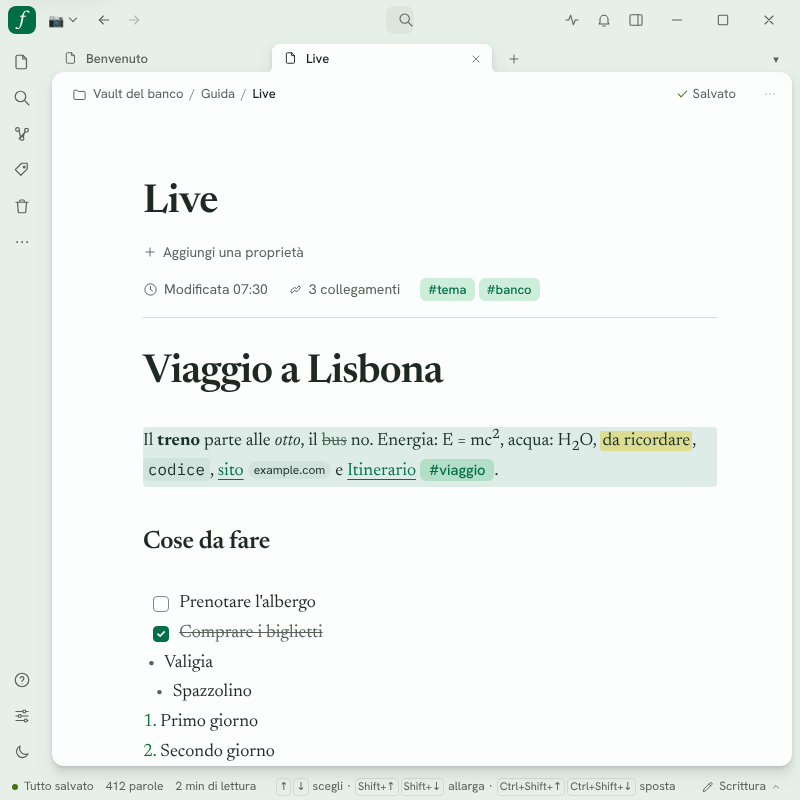 f
Benvenuto
Live
Vault del banco / Guida / Live
Salvato
Live
Aggiungi una proprietà
Modificata 07:30 3 collegamenti #tema #banco
Viaggio a Lisbona
Il treno parte alle otto, il bus no. Energia: E = mc², acqua: H₂O, da ricordare,
codice, sito example.com e Itinerario #viaggio.
Cose da fare
Prenotare l'albergo
Comprare i biglietti
• Valigia
• Spazzolino
1. Primo giorno
2. Secondo giorno
Tutto salvato 412 parole 2 min di lettura ↑ ↓ scegli · Shift+↑ Shift+↓ allarga · Ctrl+Shift+↑ Ctrl+Shift+↓ sposta Scrittura